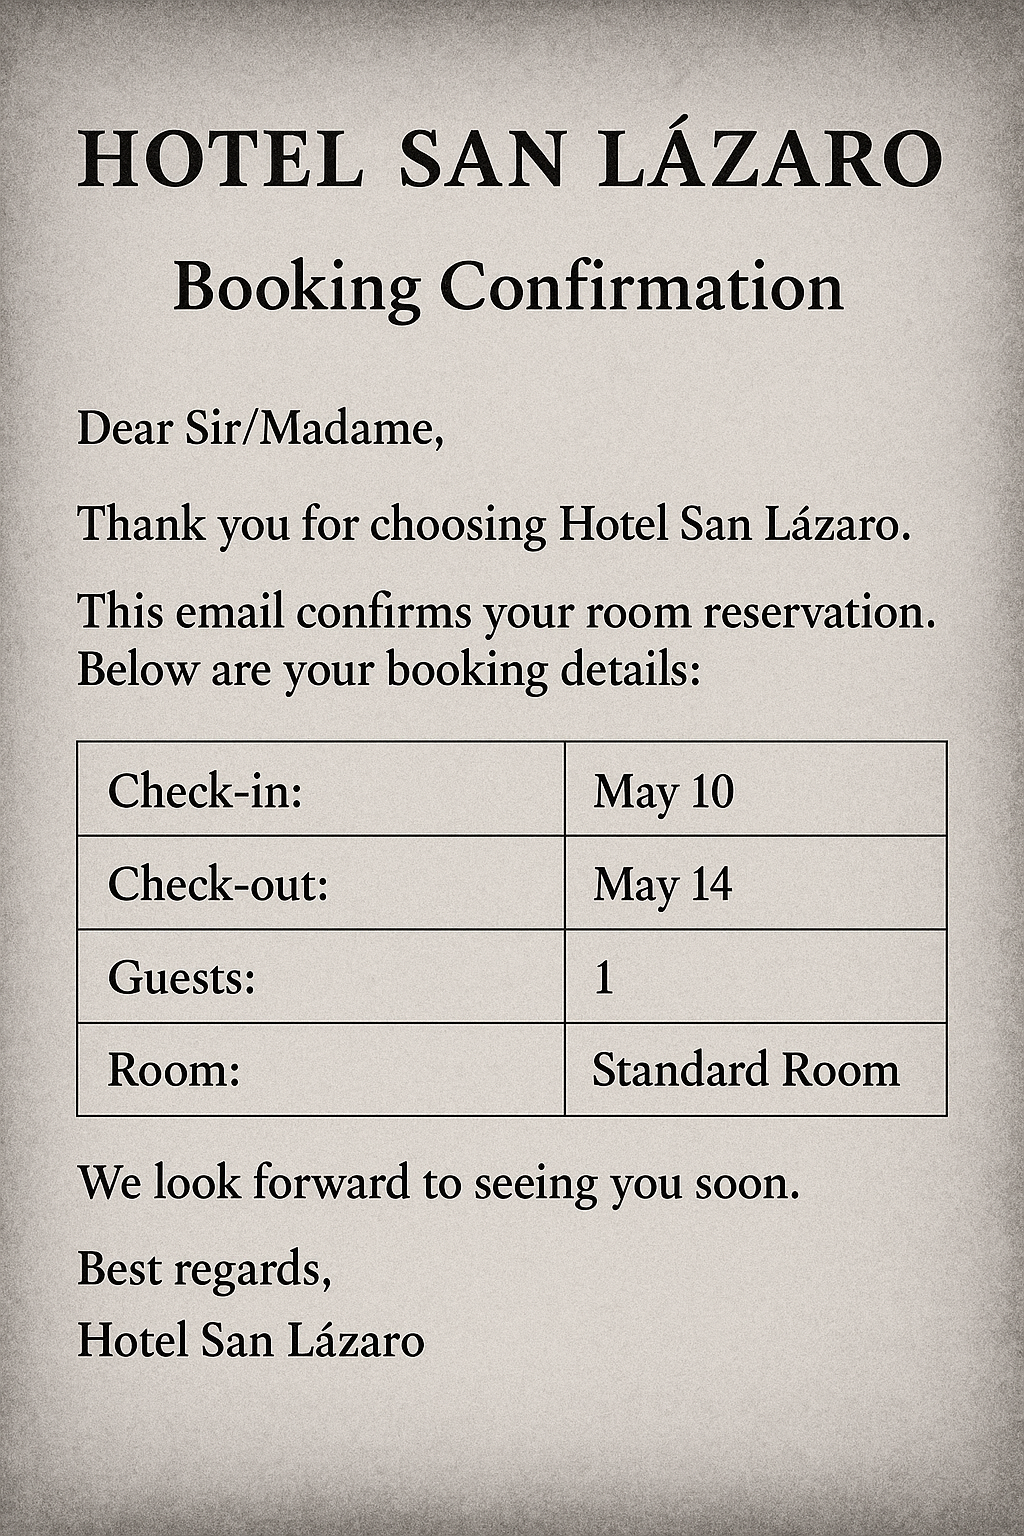 HOTEL SAN LÁZARO
Booking Confirmation
Dear Sir/Madame,
Thank you for choosing Hotel San Lázaro.
This email confirms your room reservation.
Below are your booking details:
Check-in: May 10
Check-out: May 14
Guests: 1
Room: Standard Room
We look forward to seeing you soon.
Best regards,
Hotel San Lázaro